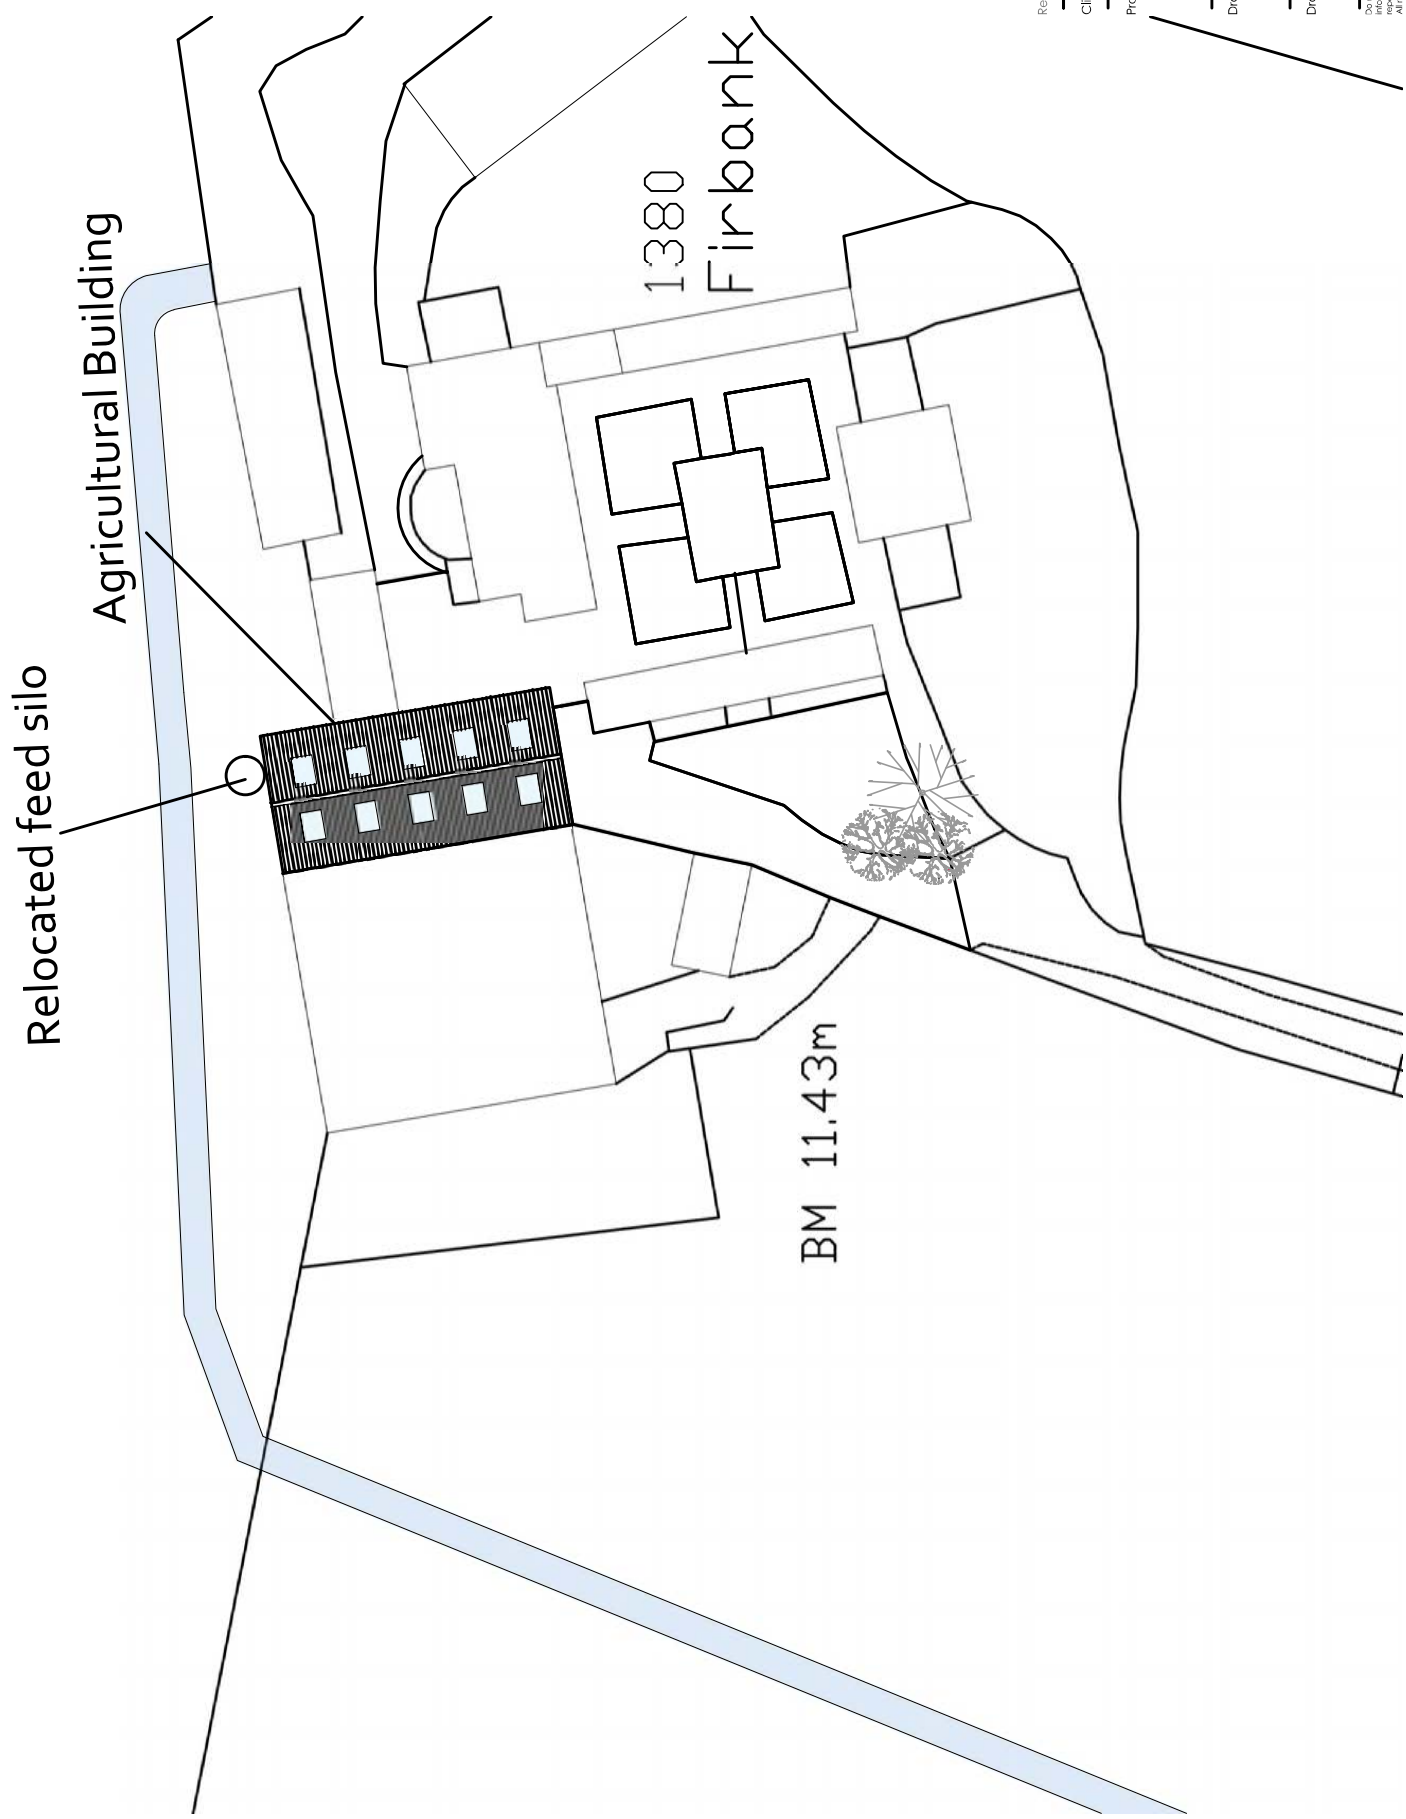 Relocated feed silo
Agricultural Building
1380
Firbank
BM 11.43m